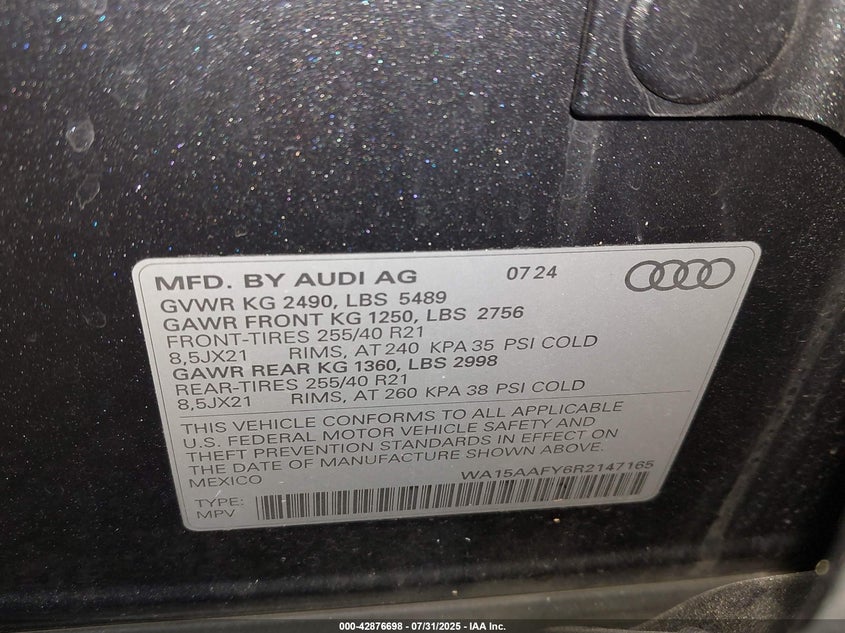 MFD. BY AUDI AG 07 24
GVWR KG 2490, LBS 5489
GAWR FRONT KG 1250, LBS 2756
FRONT-TIRES 255/40 R21
8,5JX21 RIMS, AT 240 KPA 35 PSI COLD
GAWR REAR KG 1360, LBS 2998
REAR-TIRES 255/40 R21
8,5JX21 RIMS, AT 260 KPA 38 PSI COLD
THIS VEHICLE CONFORMS TO ALL APPLICABLE
U.S. FEDERAL MOTOR VEHICLE SAFETY AND
THEFT PREVENTION STANDARDS IN EFFECT ON
THE DATE OF MANUFACTURE SHOWN ABOVE.
MEXICO WA15AAFY6R2147165
TYPE:
MPV
000-42876698 - 07/31/2025 - IAA Inc.